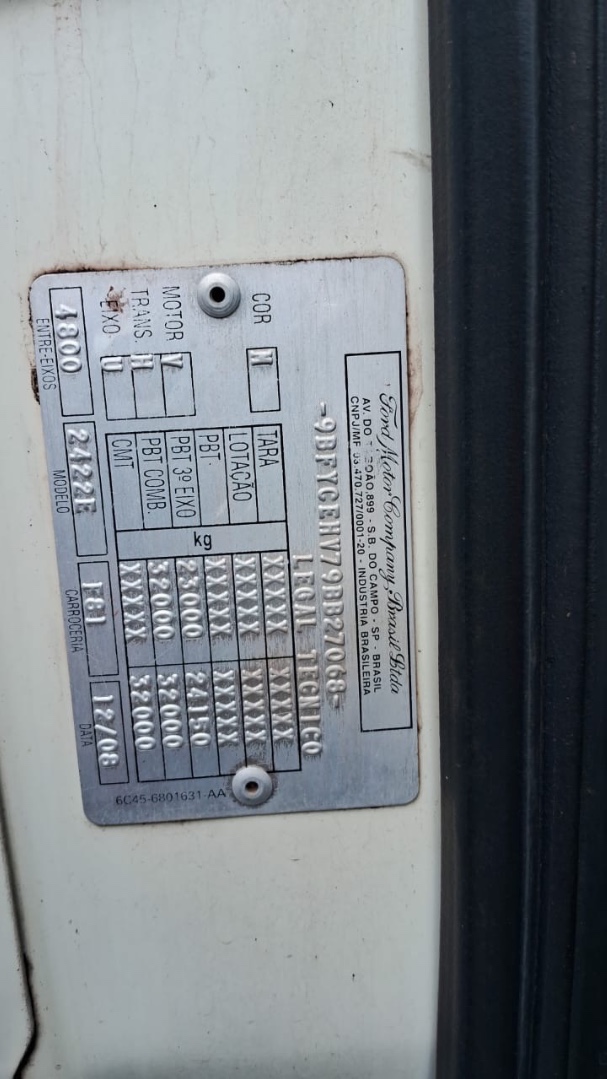 Ford Motor Company Brasil Ltda
AV. DO TABOÃO, 899 - S.B. DO CAMPO - SP - BRASIL
CNPJ/MF 03.470.727/0001-20 - INDUSTRIA BRASILEIRA
-9BFYCEHV79BB27068-
LEGAL TECNICO
COR N
TARA kg XXXXX XXXXX
LOTAÇÃO XXXXX XXXXX
PBT XXXXX XXXXX
MOTOR V PBT 3º EIXO 23000 24150
TRANS. H PBT COMB. 32000 32000
EIXO U CMT XXXXX 32000
4800 2422E F81 12/08
ENTRE-EIXOS MODELO CARROCERIA DATA
6C45-6801631-AA